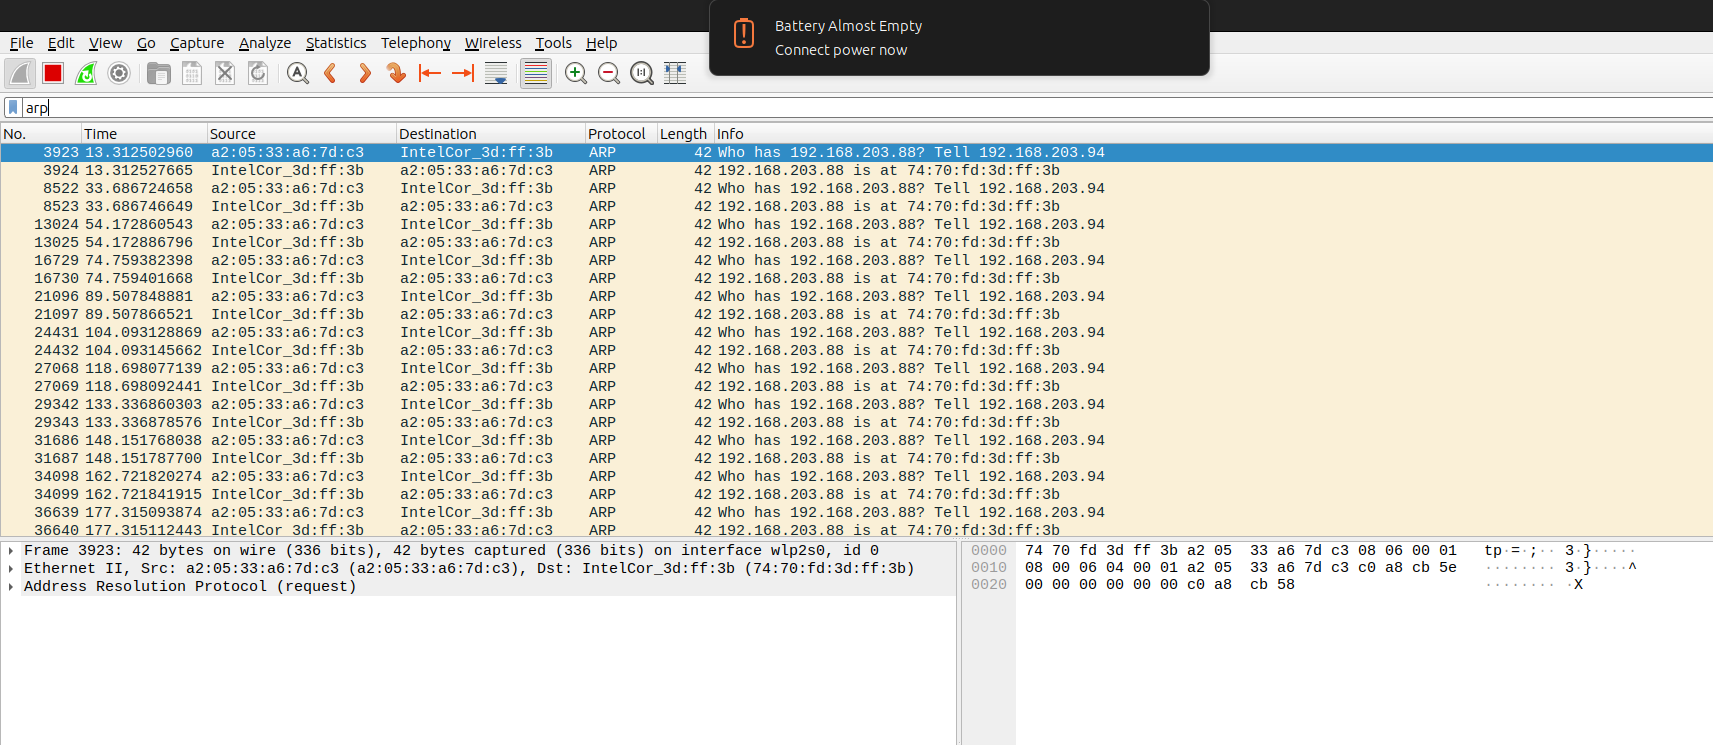 Battery Almost Empty
Connect power now
File Edit View Go Capture Analyze Statistics Telephony Wireless Tools Help
arp
No. Time Source Destination Protocol Length Info
3923 13.312502960 a2:05:33:a6:7d:c3 IntelCor_3d:ff:3b ARP 42 Who has 192.168.203.88? Tell 192.168.203.94
3924 13.312527665 IntelCor_3d:ff:3b a2:05:33:a6:7d:c3 ARP 42 192.168.203.88 is at 74:70:fd:3d:ff:3b
8522 33.686724658 a2:05:33:a6:7d:c3 IntelCor_3d:ff:3b ARP 42 Who has 192.168.203.88? Tell 192.168.203.94
8523 33.686746649 IntelCor_3d:ff:3b a2:05:33:a6:7d:c3 ARP 42 192.168.203.88 is at 74:70:fd:3d:ff:3b
13024 54.172860543 a2:05:33:a6:7d:c3 IntelCor_3d:ff:3b ARP 42 Who has 192.168.203.88? Tell 192.168.203.94
13025 54.172886796 IntelCor_3d:ff:3b a2:05:33:a6:7d:c3 ARP 42 192.168.203.88 is at 74:70:fd:3d:ff:3b
16729 74.759382398 a2:05:33:a6:7d:c3 IntelCor_3d:ff:3b ARP 42 Who has 192.168.203.88? Tell 192.168.203.94
16730 74.759401668 IntelCor_3d:ff:3b a2:05:33:a6:7d:c3 ARP 42 192.168.203.88 is at 74:70:fd:3d:ff:3b
21096 89.507848881 a2:05:33:a6:7d:c3 IntelCor_3d:ff:3b ARP 42 Who has 192.168.203.88? Tell 192.168.203.94
21097 89.507866521 IntelCor_3d:ff:3b a2:05:33:a6:7d:c3 ARP 42 192.168.203.88 is at 74:70:fd:3d:ff:3b
24431 104.093128869 a2:05:33:a6:7d:c3 IntelCor_3d:ff:3b ARP 42 Who has 192.168.203.88? Tell 192.168.203.94
24432 104.093145662 IntelCor_3d:ff:3b a2:05:33:a6:7d:c3 ARP 42 192.168.203.88 is at 74:70:fd:3d:ff:3b
27068 118.698077139 a2:05:33:a6:7d:c3 IntelCor_3d:ff:3b ARP 42 Who has 192.168.203.88? Tell 192.168.203.94
27069 118.698092441 IntelCor_3d:ff:3b a2:05:33:a6:7d:c3 ARP 42 192.168.203.88 is at 74:70:fd:3d:ff:3b
29342 133.336860303 a2:05:33:a6:7d:c3 IntelCor_3d:ff:3b ARP 42 Who has 192.168.203.88? Tell 192.168.203.94
29343 133.336878576 IntelCor_3d:ff:3b a2:05:33:a6:7d:c3 ARP 42 192.168.203.88 is at 74:70:fd:3d:ff:3b
31686 148.151768038 a2:05:33:a6:7d:c3 IntelCor_3d:ff:3b ARP 42 Who has 192.168.203.88? Tell 192.168.203.94
31687 148.151787700 IntelCor_3d:ff:3b a2:05:33:a6:7d:c3 ARP 42 192.168.203.88 is at 74:70:fd:3d:ff:3b
34098 162.721820274 a2:05:33:a6:7d:c3 IntelCor_3d:ff:3b ARP 42 Who has 192.168.203.88? Tell 192.168.203.94
34099 162.721841915 IntelCor_3d:ff:3b a2:05:33:a6:7d:c3 ARP 42 192.168.203.88 is at 74:70:fd:3d:ff:3b
36639 177.315093874 a2:05:33:a6:7d:c3 IntelCor_3d:ff:3b ARP 42 Who has 192.168.203.88? Tell 192.168.203.94
36640 177.315112443 IntelCor_3d:ff:3b a2:05:33:a6:7d:c3 ARP 42 192.168.203.88 is at 74:70:fd:3d:ff:3b
Frame 3923: 42 bytes on wire (336 bits), 42 bytes captured (336 bits) on interface wlp2s0, id 0
Ethernet II, Src: a2:05:33:a6:7d:c3 (a2:05:33:a6:7d:c3), Dst: IntelCor_3d:ff:3b (74:70:fd:3d:ff:3b)
Address Resolution Protocol (request)
0000 74 70 fd 3d ff 3b a2 05 33 a6 7d c3 08 06 00 01 tp·=·;·· 3·}·····
0010 08 00 06 04 00 01 a2 05 33 a6 7d c3 c0 a8 cb 5e ········ 3·}····^
0020 00 00 00 00 00 00 c0 a8 cb 58 ········ ·X